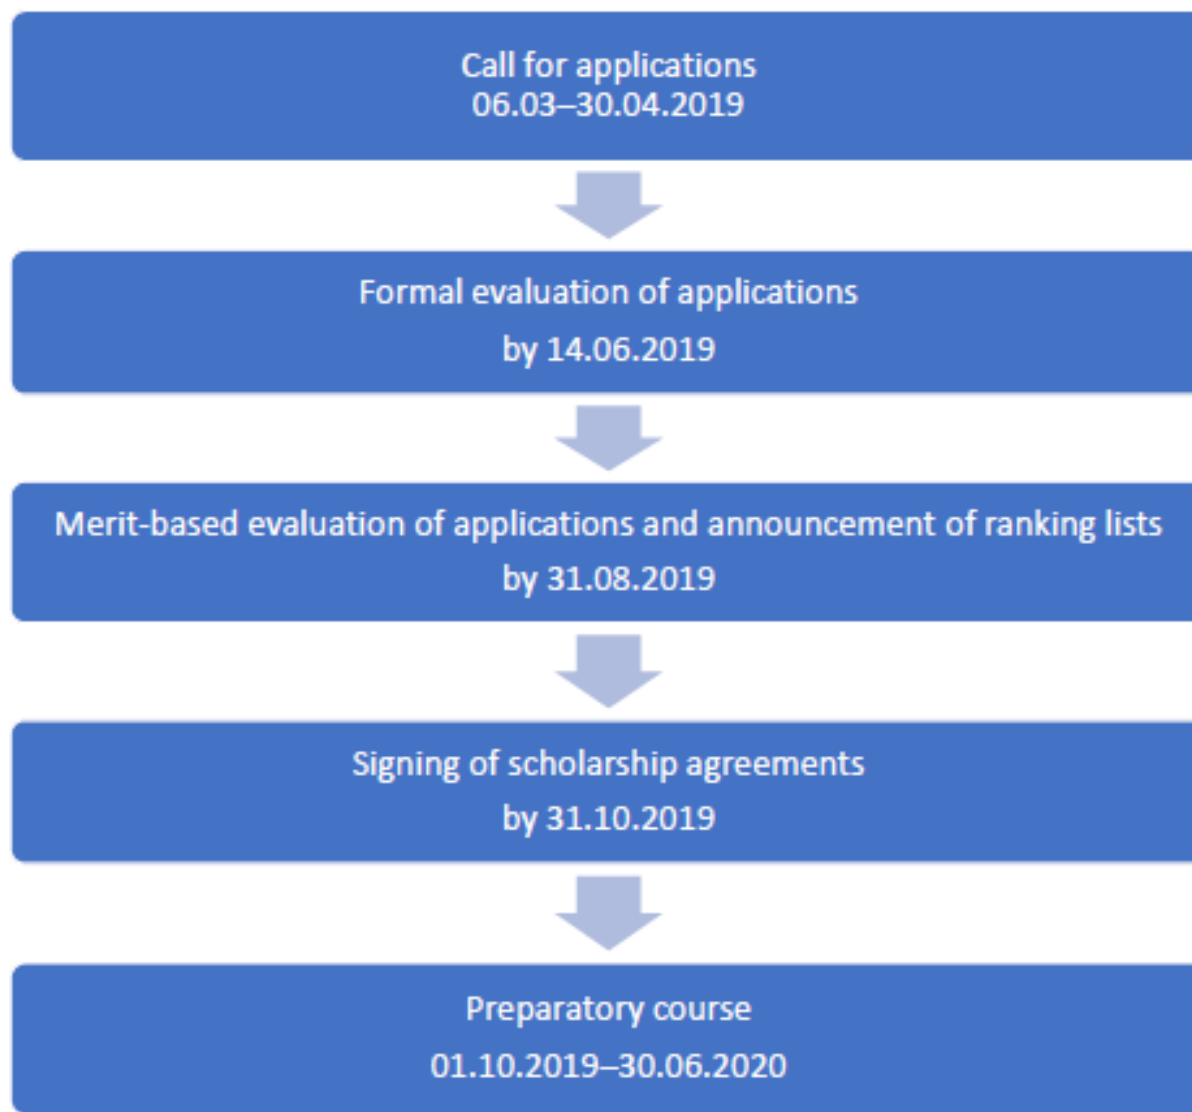 Call for applications
06.03–30.04.2019
Formal evaluation of applications
by 14.06.2019
Merit-based evaluation of applications and announcement of ranking lists
by 31.08.2019
Signing of scholarship agreements
by 31.10.2019
Preparatory course
01.10.2019–30.06.2020